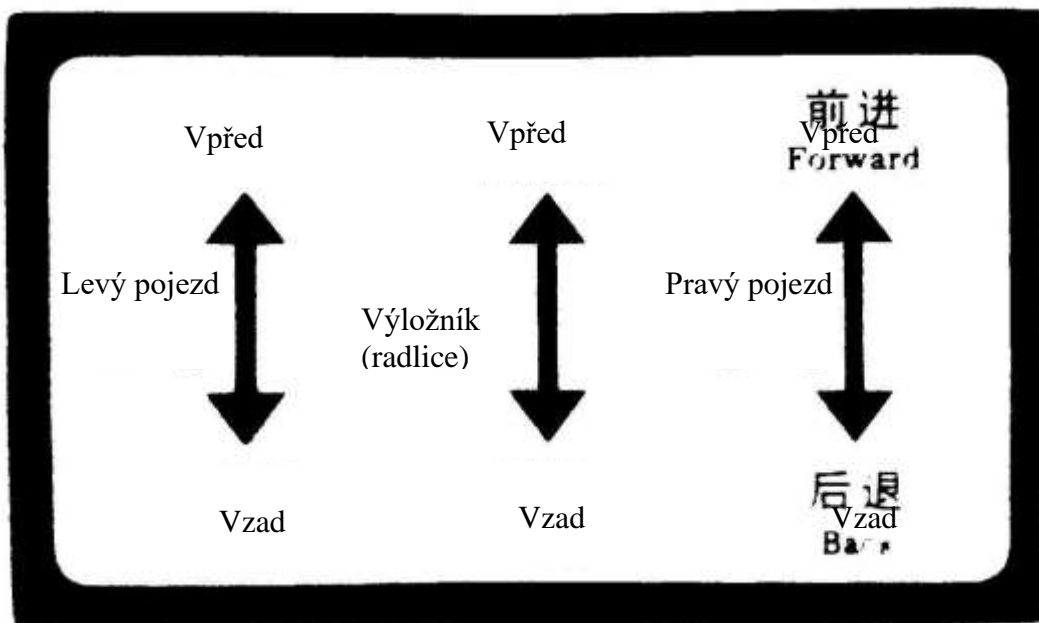 Vpřed
Vpřed
前进
Vpřed
Forward
Levý pojezd
Výložník
(radlice)
Pravý pojezd
Vzad
Vzad
后退
Vzad